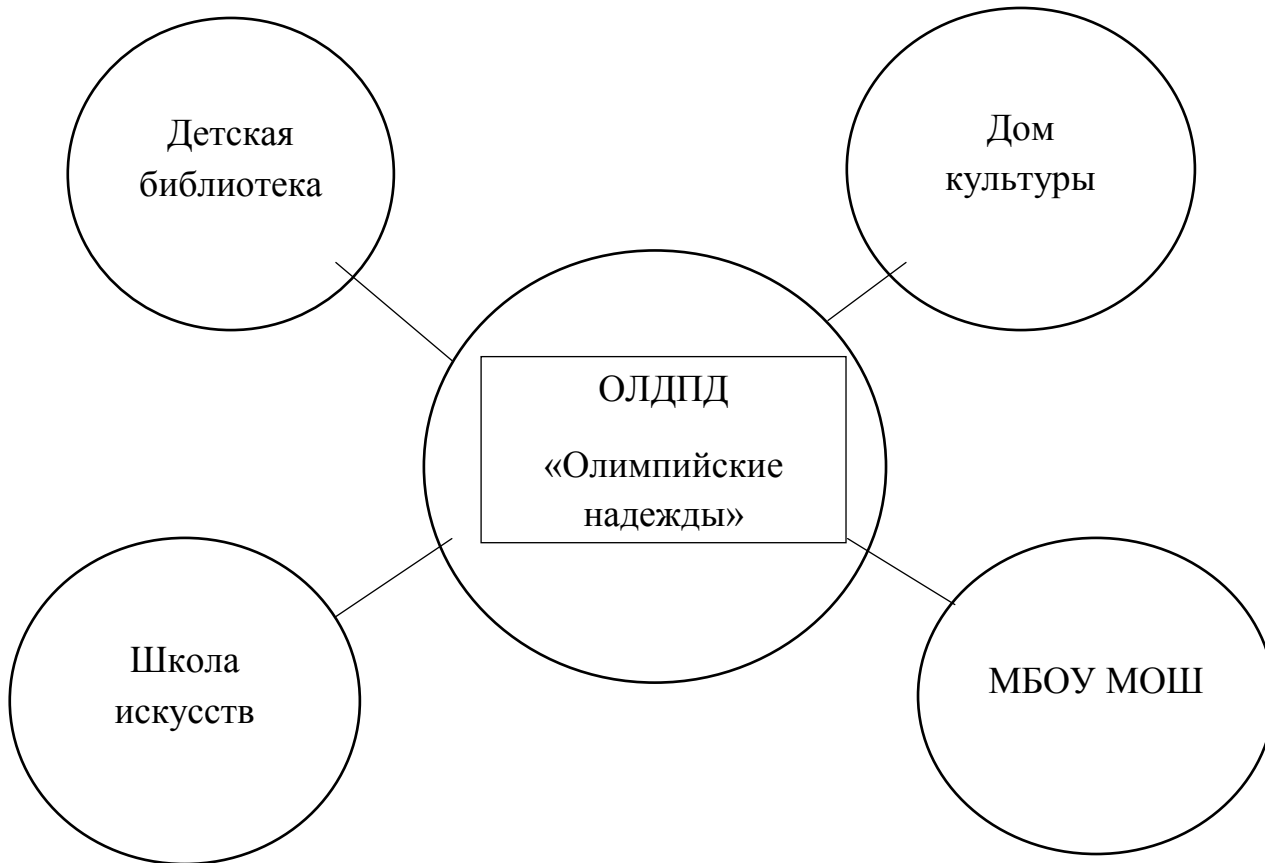 Детская
библиотека
Дом
культуры
ОЛДПД
«Олимпийские
надежды»
Школа
искусств
МБОУ МОШ